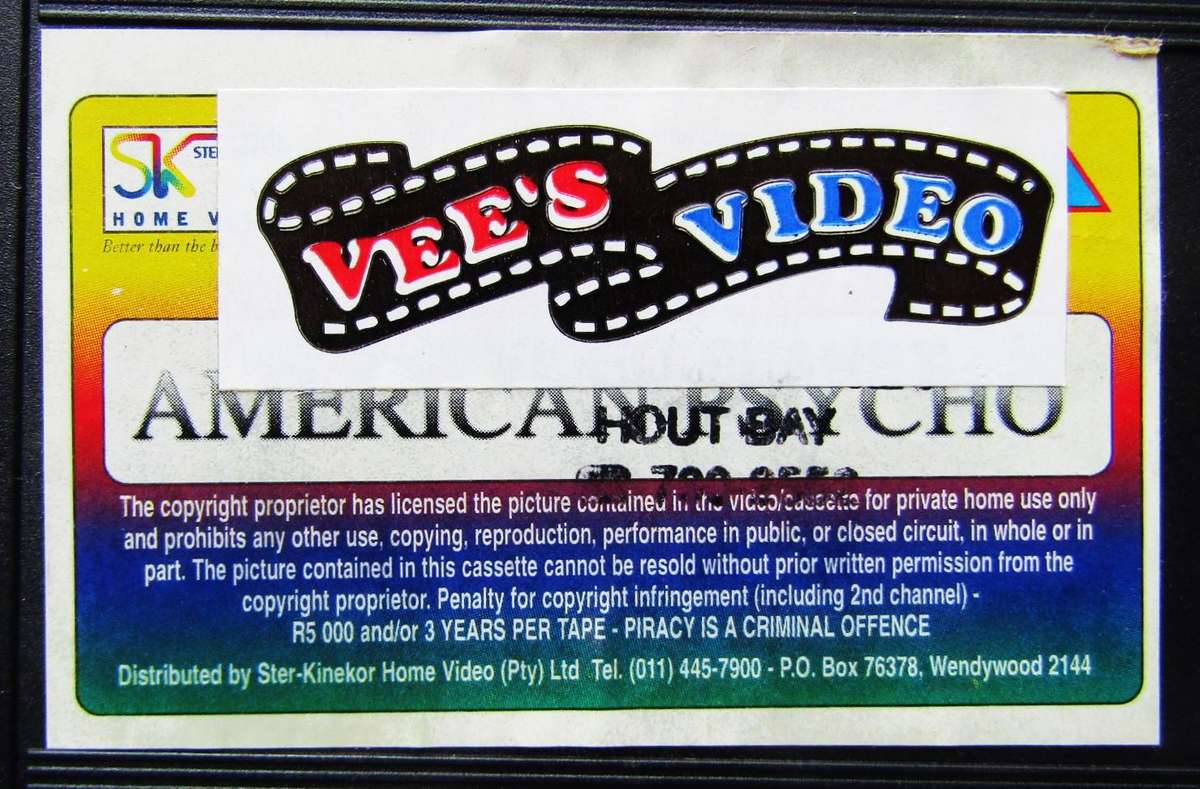 SK STE
HOME V
Better than the b
VEE'S VIDEO
AMERICAN PSYCHO
HOUT BAY
The copyright proprietor has licensed the picture contained in the video/cassette for private home use only
and prohibits any other use, copying, reproduction, performance in public, or closed circuit, in whole or in
part. The picture contained in this cassette cannot be resold without prior written permission from the
copyright proprietor. Penalty for copyright infringement (including 2nd channel) -
R5 000 and/or 3 YEARS PER TAPE - PIRACY IS A CRIMINAL OFFENCE
Distributed by Ster-Kinekor Home Video (Pty) Ltd Tel. (011) 445-7900 - P.O. Box 76378, Wendywood 2144